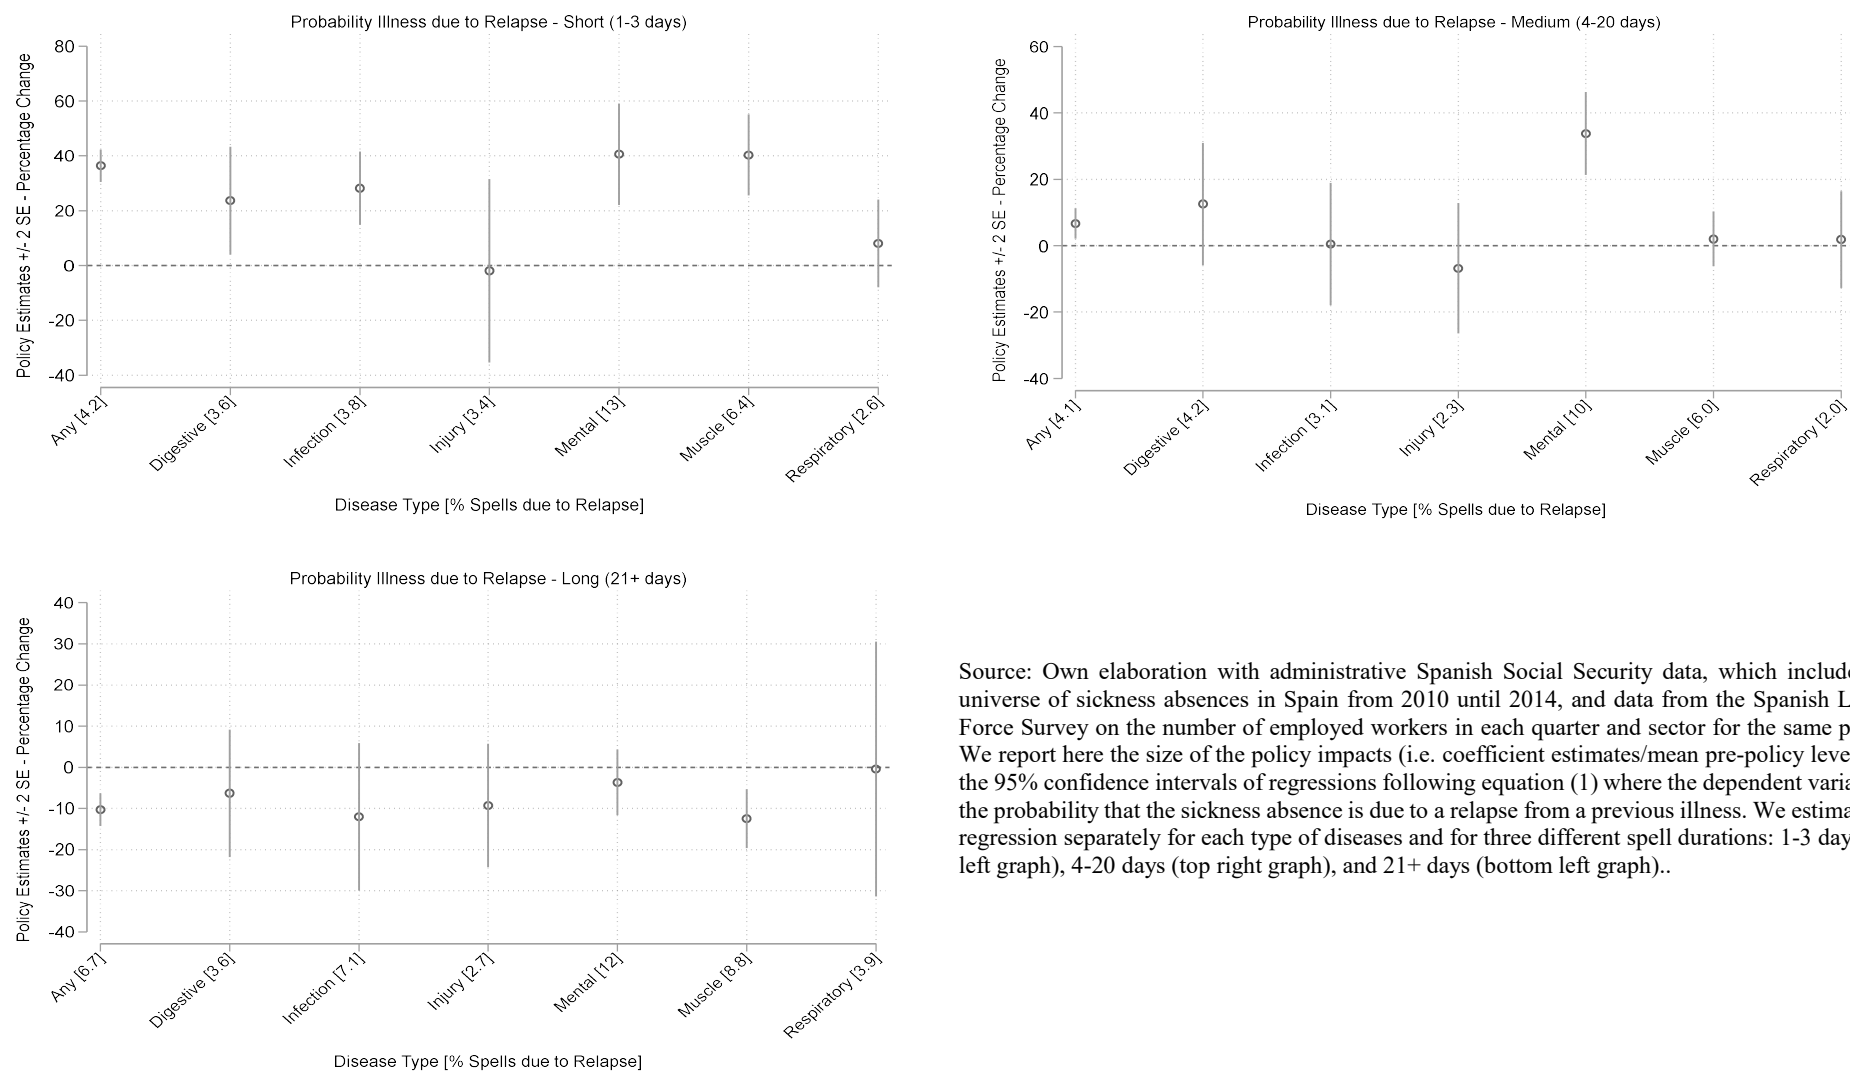 Probability Illness due to Relapse - Short (1-3 days)
Policy Estimates +/- 2 SE - Percentage Change
80
60
40
20
0
-20
-40
Any [4.2]
Digestive [3.6]
Infection [3.8]
Injury [3.4]
Mental [13]
Muscle [6.4]
Respiratory [2.6]
Disease Type [% Spells due to Relapse]
Probability Illness due to Relapse - Medium (4-20 days)
Policy Estimates +/- 2 SE - Percentage Change
60
40
20
0
-20
-40
Any [4.1]
Digestive [4.2]
Infection [3.1]
Injury [2.3]
Mental [10]
Muscle [6.0]
Respiratory [2.0]
Disease Type [% Spells due to Relapse]
Probability Illness due to Relapse - Long (21+ days)
Policy Estimates +/- 2 SE - Percentage Change
40
30
20
10
0
-10
-20
-30
-40
Any [6.7]
Digestive [3.6]
Infection [7.1]
Injury [2.7]
Mental [12]
Muscle [8.8]
Respiratory [3.9]
Disease Type [% Spells due to Relapse]
Source: Own elaboration with administrative Spanish Social Security data, which include
universe of sickness absences in Spain from 2010 until 2014, and data from the Spanish L
Force Survey on the number of employed workers in each quarter and sector for the same p
We report here the size of the policy impacts (i.e. coefficient estimates/mean pre-policy leve
the 95% confidence intervals of regressions following equation (1) where the dependent varia
the probability that the sickness absence is due to a relapse from a previous illness. We estima
regression separately for each type of diseases and for three different spell durations: 1-3 day
left graph), 4-20 days (top right graph), and 21+ days (bottom left graph)..